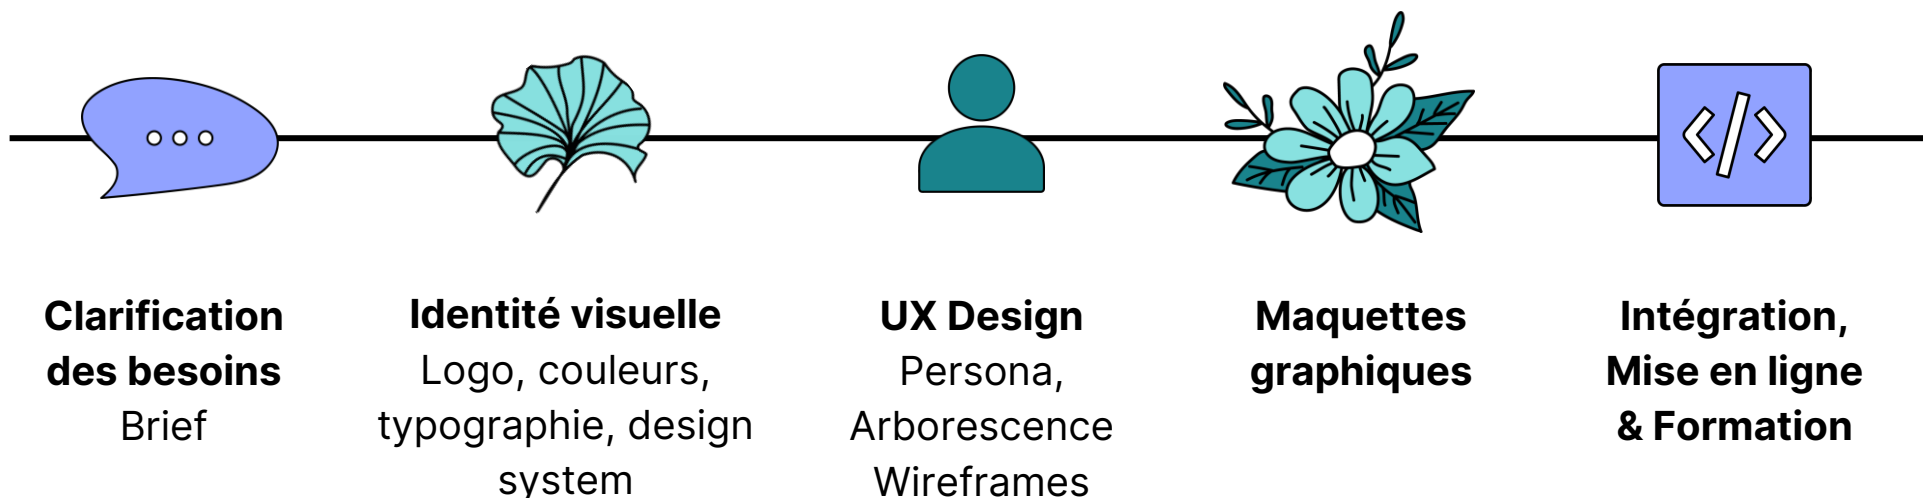 Clarification
des besoins
Brief
Identité visuelle
Logo, couleurs,
typographie, design
system
UX Design
Persona,
Arborescence
Wireframes
Maquettes
graphiques
Intégration,
Mise en ligne
& Formation